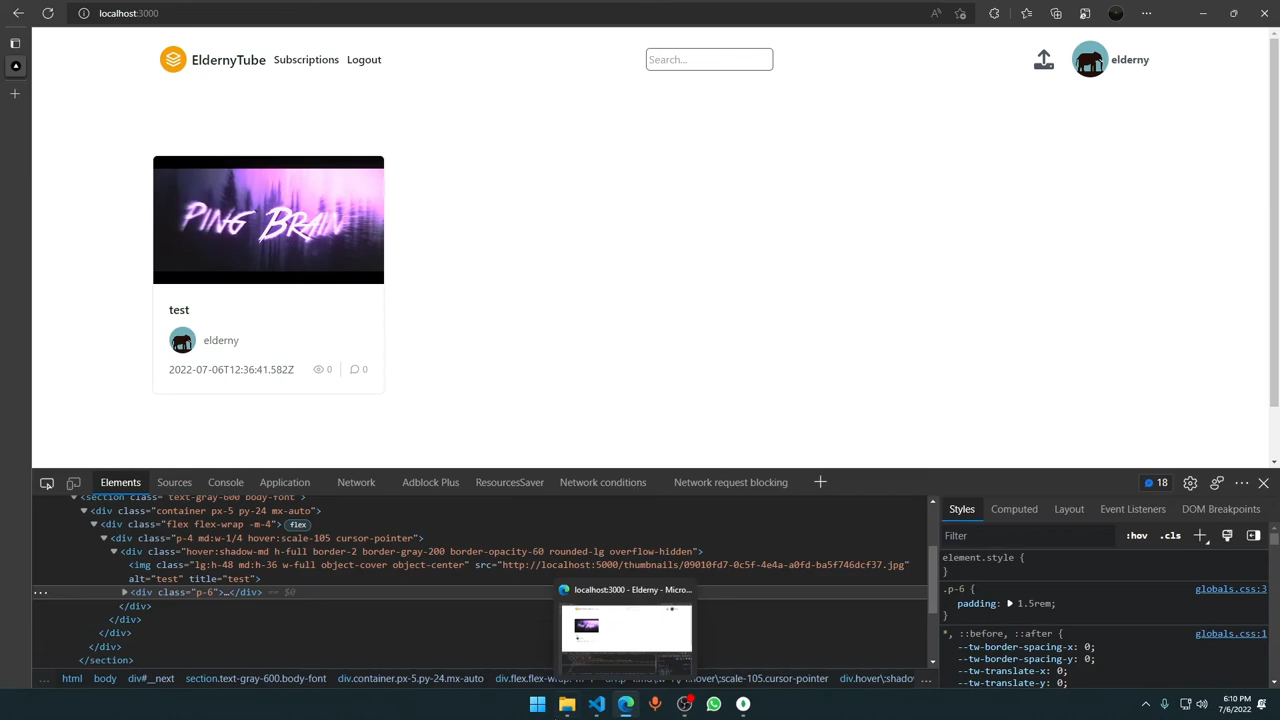 localhost:3000
EldernyTube Subscriptions Logout
Search...
elderny
PING BRAIN
test
elderny
2022-07-06T12:36:41.582Z 0 0
Elements Sources Console Application Network Adblock Plus ResourcesSaver Network conditions Network request blocking 18
<section class="text-gray-600 body-font">
<div class="container px-5 py-24 mx-auto">
<div class="flex flex-wrap -m-4"> flex
<div class="p-4 md:w-1/4 hover:scale-105 cursor-pointer">
<div class="hover:shadow-md h-full border-2 border-gray-200 border-opacity-60 rounded-lg overflow-hidden">
<img class="lg:h-48 md:h-36 w-full object-cover object-center" src="http://localhost:5000/thumbnails/09010fd7-0c5f-4e4a-a0fd-ba5f746dcf37.jpg"
alt="test" title="test">
... <div class="p-6">…</div> == $0
</div>
</div>
</div>
</div>
</section>
... html body div#__next section.text-gray-600.body-font div.container.px-5.py-24.mx-auto div.flex.flex-wrap.-m- \:scale-105.cursor-pointer div.hover\:shadow ...
Styles Computed Layout Event Listeners DOM Breakpoints
Filter :hov .cls
element.style {
}
.p-6 { globals.css:3
padding: 1.5rem;
}
*, ::before, ::after { globals.css:1
--tw-border-spacing-x: 0;
--tw-border-spacing-y: 0;
--tw-translate-x: 0;
--tw-translate-y: 0;
localhost:3000 - Elderny - Micro...
6:10 PM
7/6/2022